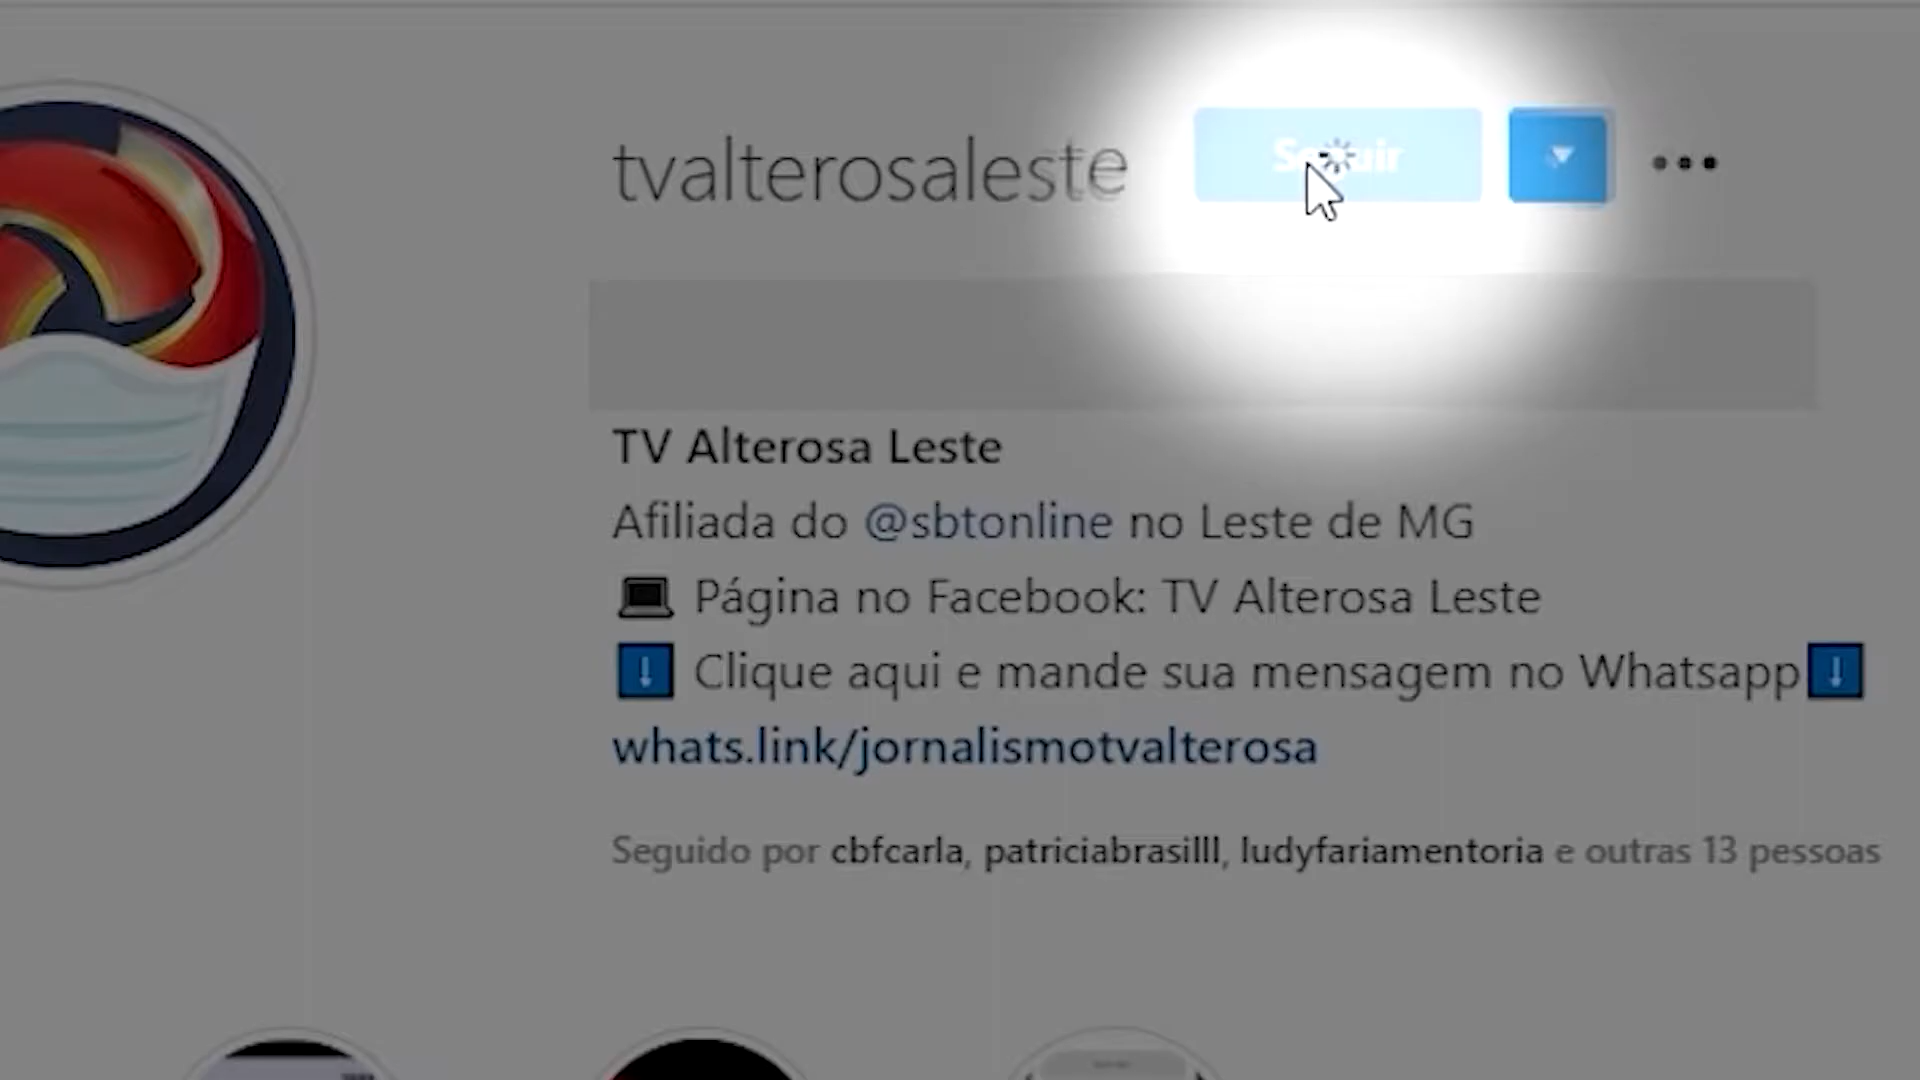 tvalterosaleste Seguir
TV Alterosa Leste
Afiliada do @sbtonline no Leste de MG
💻 Página no Facebook: TV Alterosa Leste
⬇️ Clique aqui e mande sua mensagem no Whatsapp⬇️
whats.link/jornalismotvalterosa
Seguido por cbfcarla, patriciabrasilll, ludyfariamentoria e outras 13 pessoas